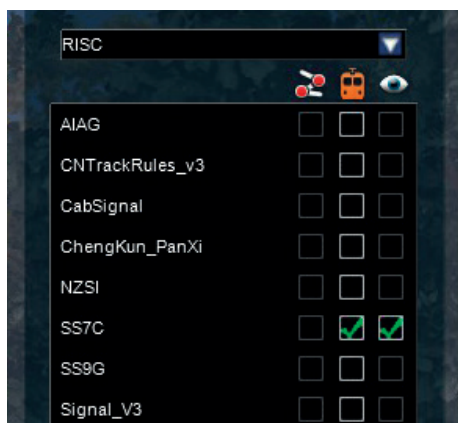 RISC
AIAG
CNTrackRules_v3
CabSignal
ChengKun_PanXi
NZSI
SS7C
SS9G
Signal_V3